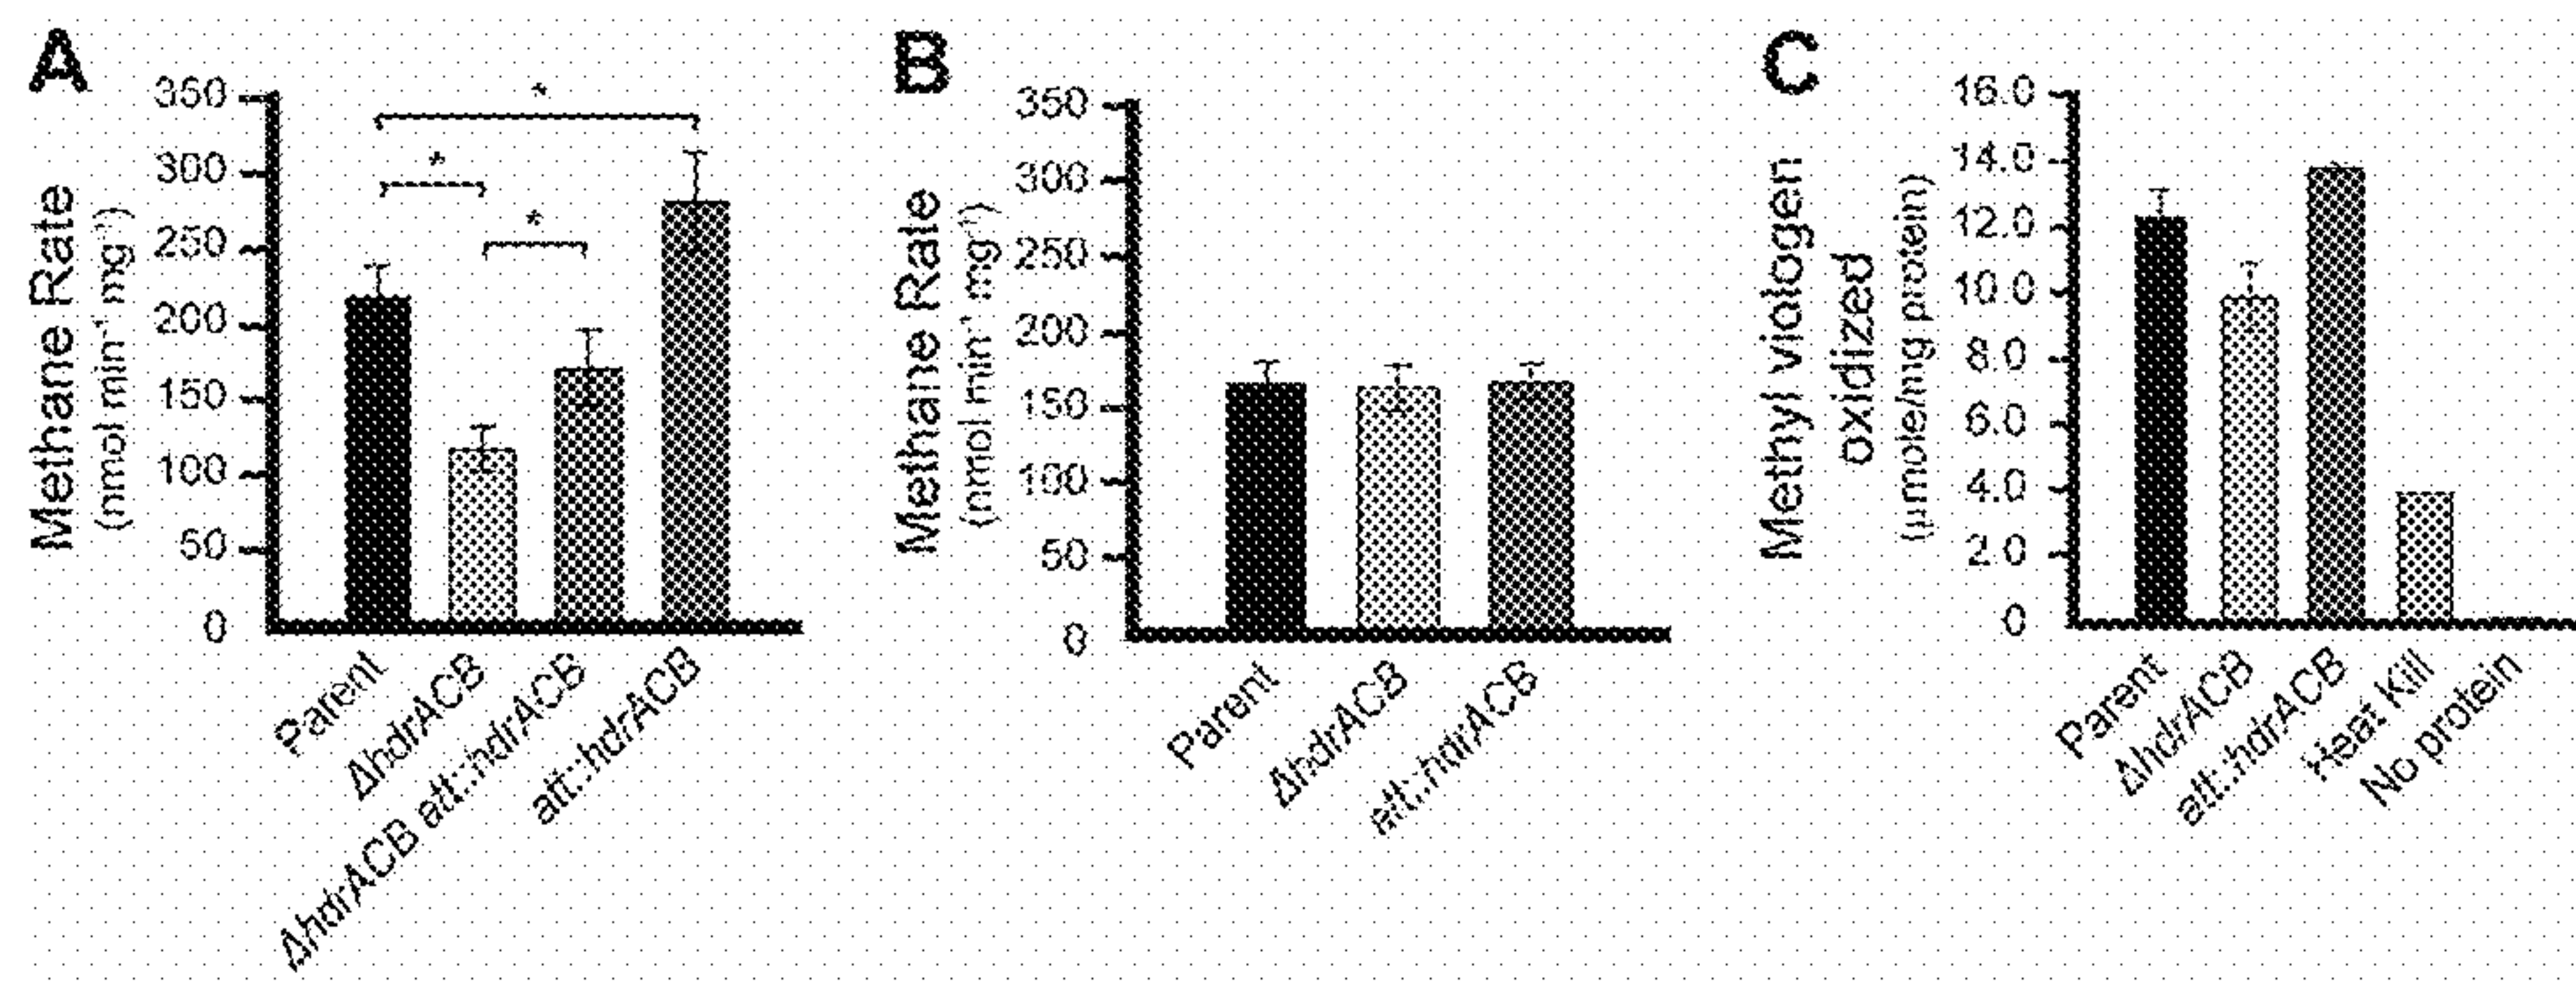 A
350
300
250
200
150
100
50
0
Methane Rate
(nmol min⁻¹ mg⁻¹)
*
*
*
Parent
ΔhdrACB
ΔhdrACB att::hdrACB
att::hdrACB
B
350
300
250
200
150
100
50
0
Methane Rate
(nmol min⁻¹ mg⁻¹)
Parent
ΔhdrACB
att::hdrACB
C
16.0
14.0
12.0
10.0
8.0
6.0
4.0
2.0
0
Methyl viologen
oxidized
(µmole/mg protein)
Parent
ΔhdrACB
att::hdrACB
Heat Kill
No protein